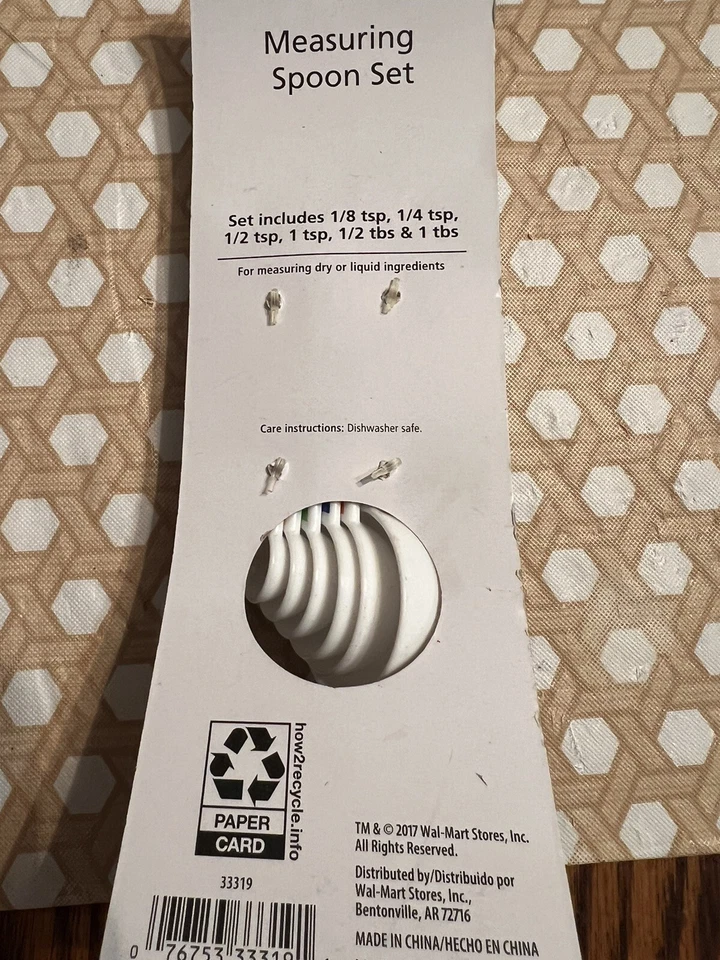 Measuring
Spoon Set
Set includes 1/8 tsp, 1/4 tsp,
1/2 tsp, 1 tsp, 1/2 tbs & 1 tbs
For measuring dry or liquid ingredients
Care instructions: Dishwasher safe.
how2recycle.info
PAPER
CARD
33319
0 76753 33319
TM & © 2017 Wal-Mart Stores, Inc.
All Rights Reserved.
Distributed by/Distribuido por
Wal-Mart Stores, Inc.,
Bentonville, AR 72716
MADE IN CHINA/HECHO EN CHINA